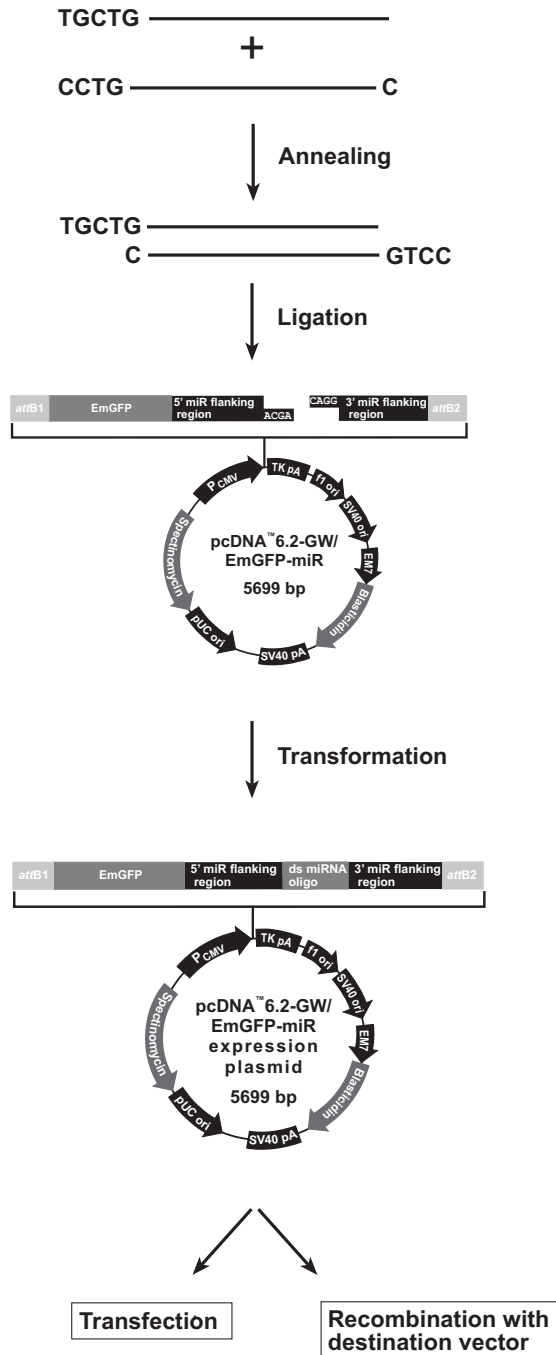 TGCTG
+
CCTG C
Annealing
TGCTG
C GTCC
Ligation
attB1 EmGFP 5' miR flanking region ACGA CAGG 3' miR flanking region attB2
PCMV TK pA f1 ori SV40 ori EM7 Blasticidin SV40 pA pUC ori Spectinomycin
pcDNA™6.2-GW/
EmGFP-miR
5699 bp
Transformation
attB1 EmGFP 5' miR flanking region ds miRNA oligo 3' miR flanking region attB2
PCMV TK pA f1 ori SV40 ori EM7 Blasticidin SV40 pA pUC ori Spectinomycin
pcDNA™6.2-GW/
EmGFP-miR
expression
plasmid
5699 bp
Transfection
Recombination with
destination vector